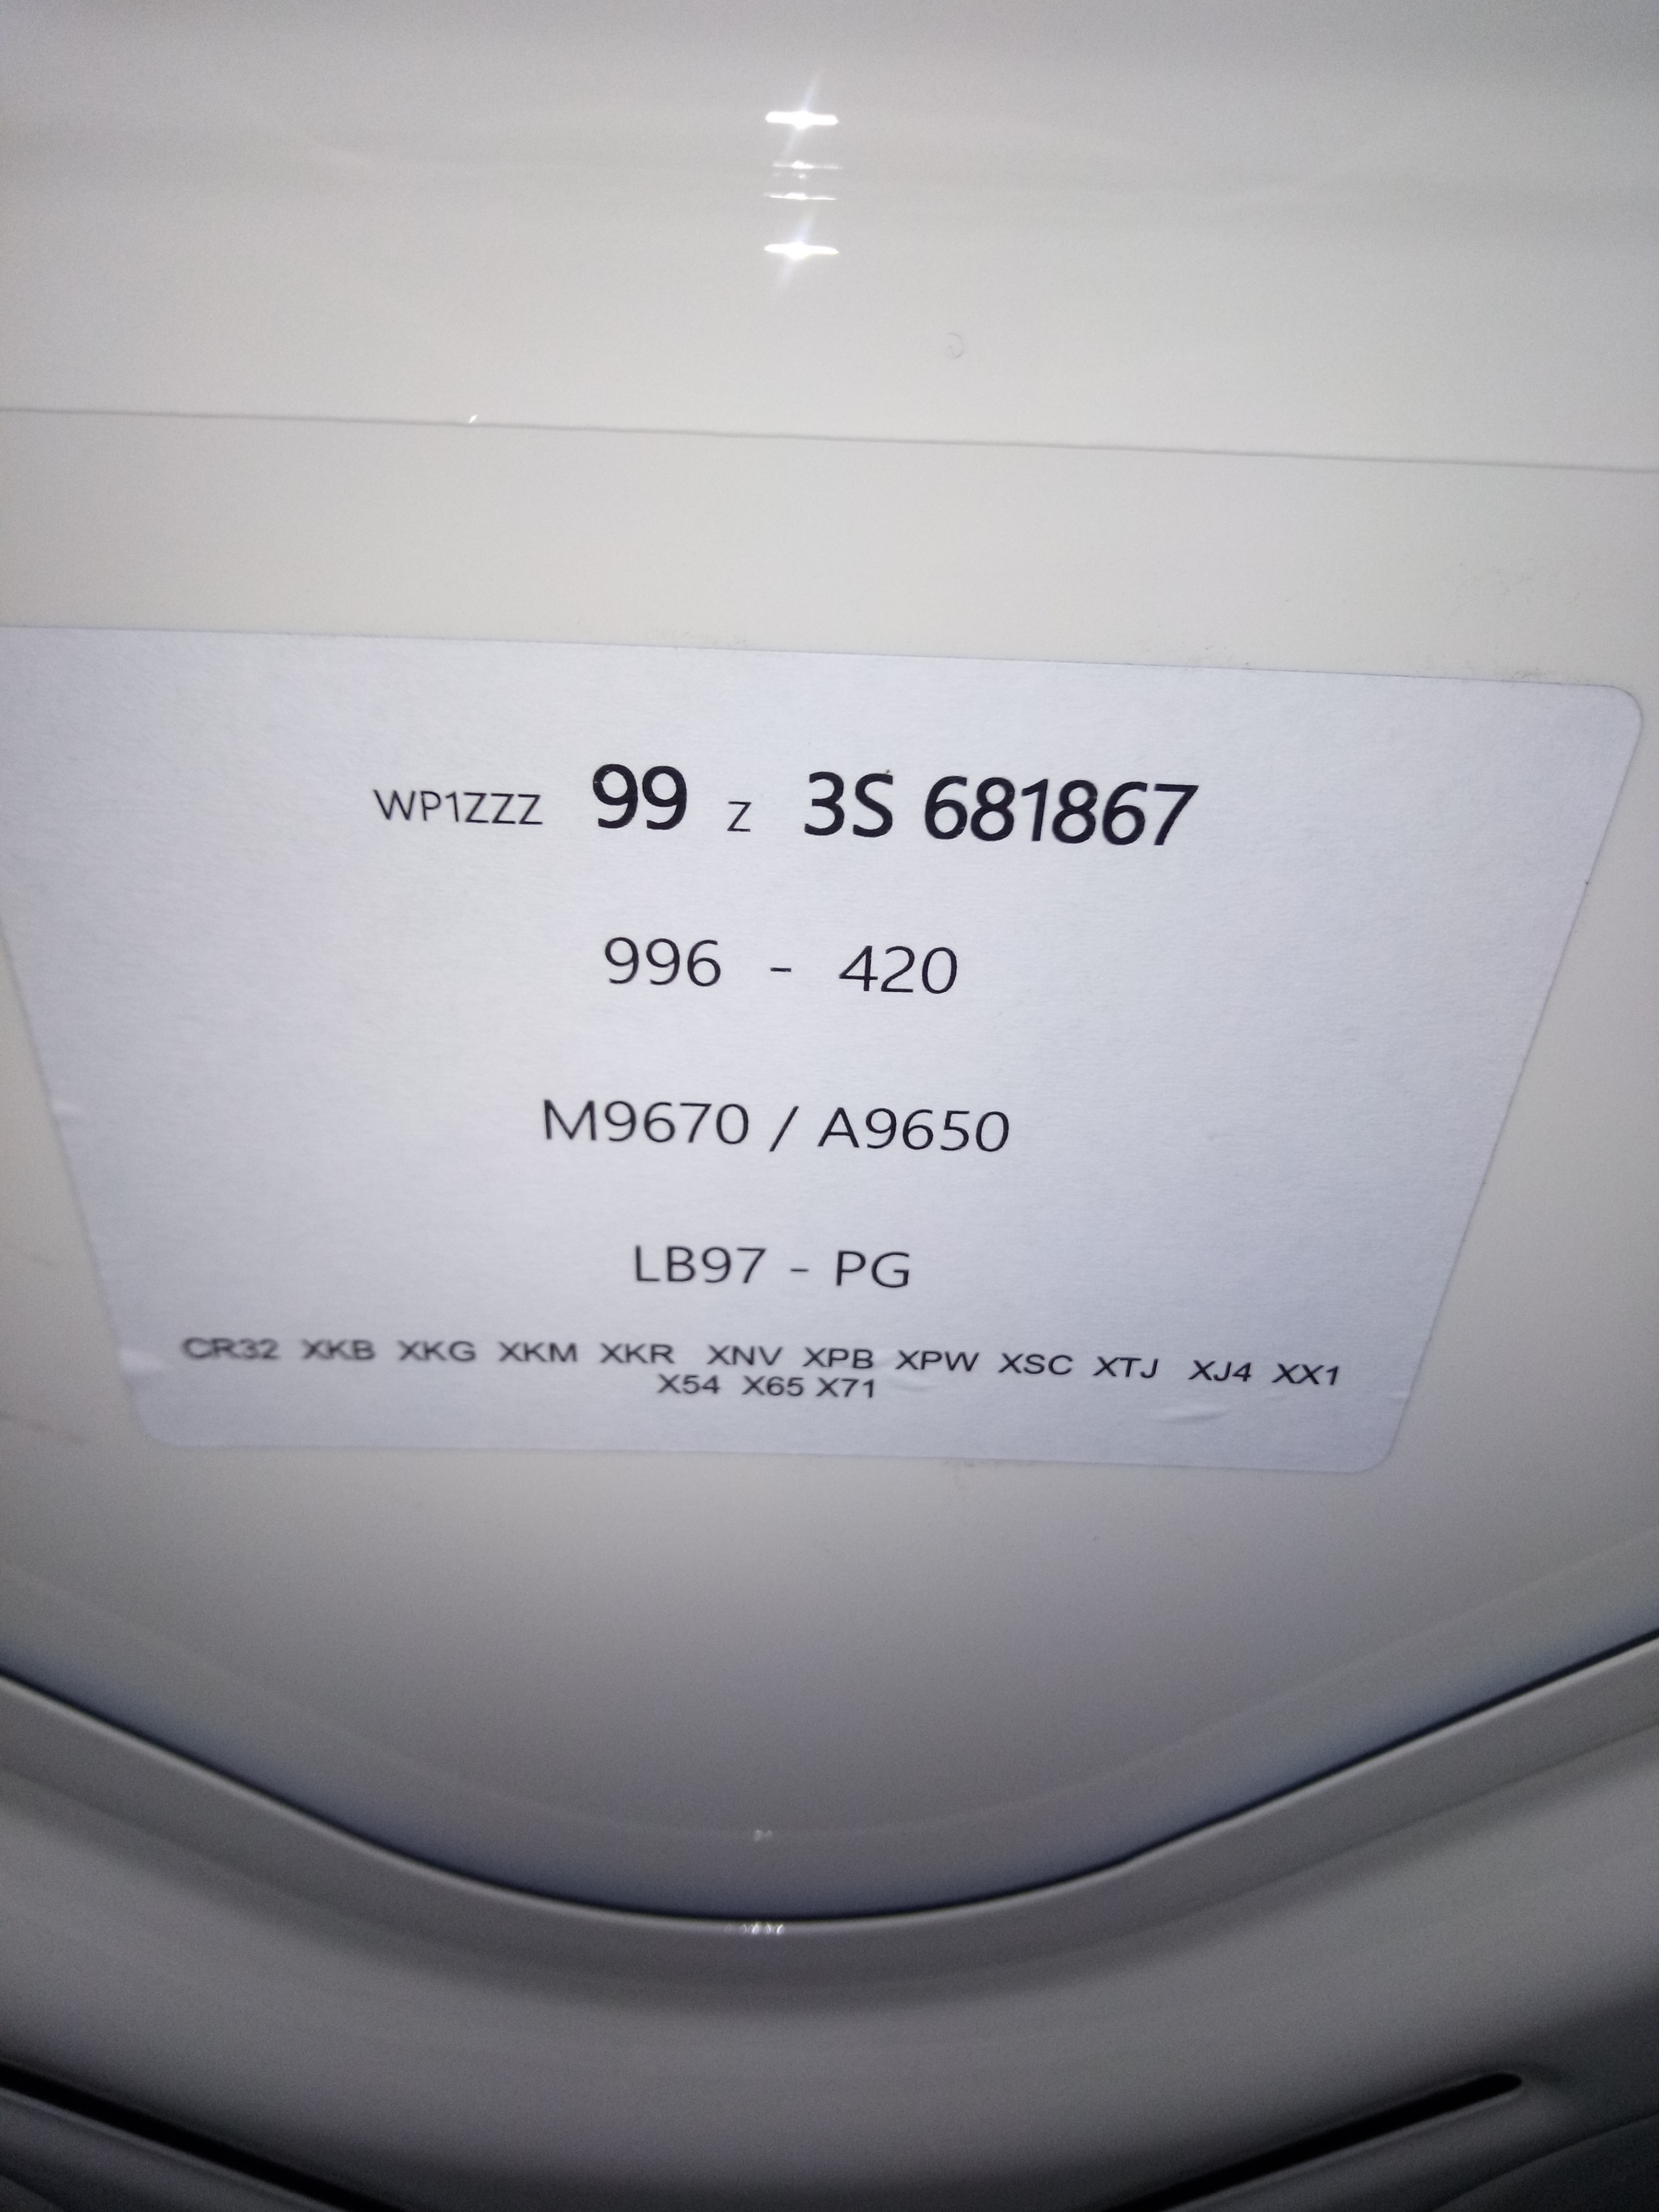 WP1ZZZ 99 Z 3S 681867
996 - 420
M9670 / A9650
LB97 - PG
CR32 XKB XKG XKM XKR XNV XPB XPW XSC XTJ XJ4 XX1
X54 X65 X71